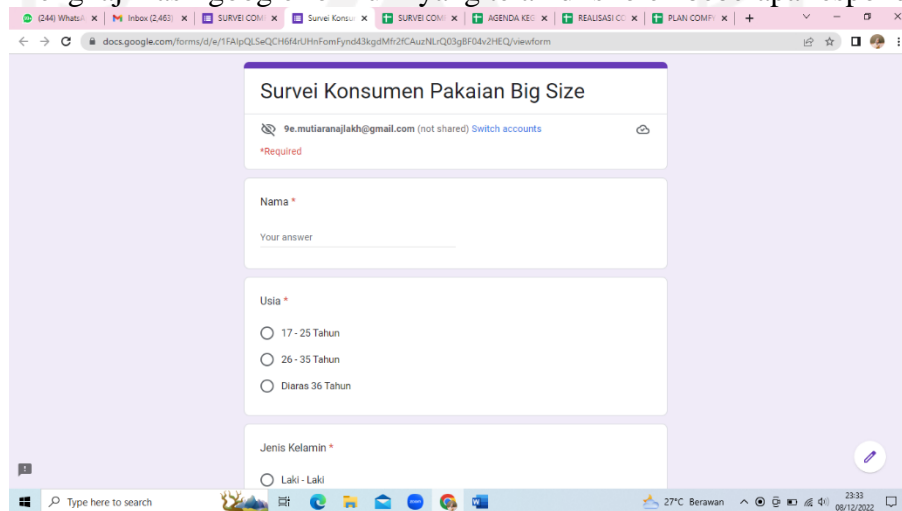 (244) WhatsA
Inbox (2,463)
SURVEI COM
Survei Konsu
SURVEI COM
AGENDA KEG
REALISASI CO
PLAN COMP
docs.google.com/forms/d/e/1FAIpQLSeQCH6f4rUHnFomFynd43kgdMfr2fCAuzNLrQ03gBF04v2HEQ/viewform
Survei Konsumen Pakaian Big Size
9e.mutiaranajlakh@gmail.com (not shared) Switch accounts
*Required
Nama *
Your answer
Usia *
17 - 25 Tahun
26 - 35 Tahun
Diaras 36 Tahun
Jenis Kelamin *
Laki - Laki
Type here to search
27°C Berawan
23:33
08/12/2022